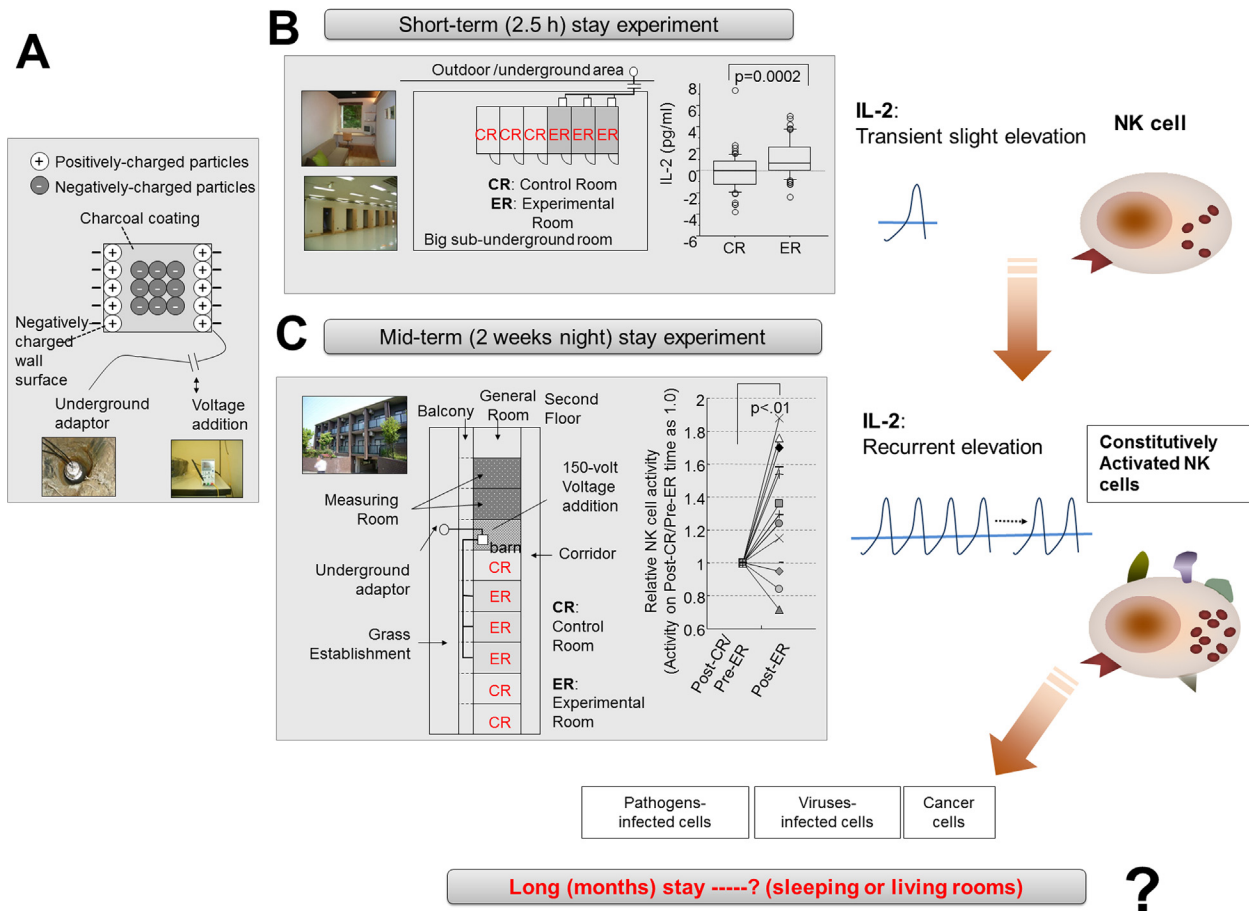 A
Positively-charged particles
Negatively-charged particles
Charcoal coating
Negatively-
charged
wall
surface
Underground
adaptor
Voltage
addition
B
Short-term (2.5 h) stay experiment
Outdoor /underground area
CR CR CR ER ER ER
CR: Control Room
ER: Experimental
Room
Big sub-underground room
IL-2 (pg/ml)
p=0.0002
8
6
4
2
0
-2
-4
-6
CR
ER
IL-2:
Transient slight elevation
NK cell
C
Mid-term (2 weeks night) stay experiment
Balcony
General
Room
Second
Floor
150-volt
Voltage
addition
Measuring
Room
barn
Corridor
Underground
adaptor
Grass
Establishment
CR
ER
ER
ER
CR
CR
CR:
Control
Room
ER:
Experimental
Room
Relative NK cell activity
(Activity on Post-CR/Pre-ER time as 1.0)
p<.01
2
1.8
1.6
1.4
1.2
1
0.8
0.6
Post-CR/
Pre-ER
Post-ER
IL-2:
Recurrent elevation
Constitutively
Activated NK
cells
Pathogens-
infected cells
Viruses-
infected cells
Cancer
cells
Long (months) stay -----? (sleeping or living rooms)
?